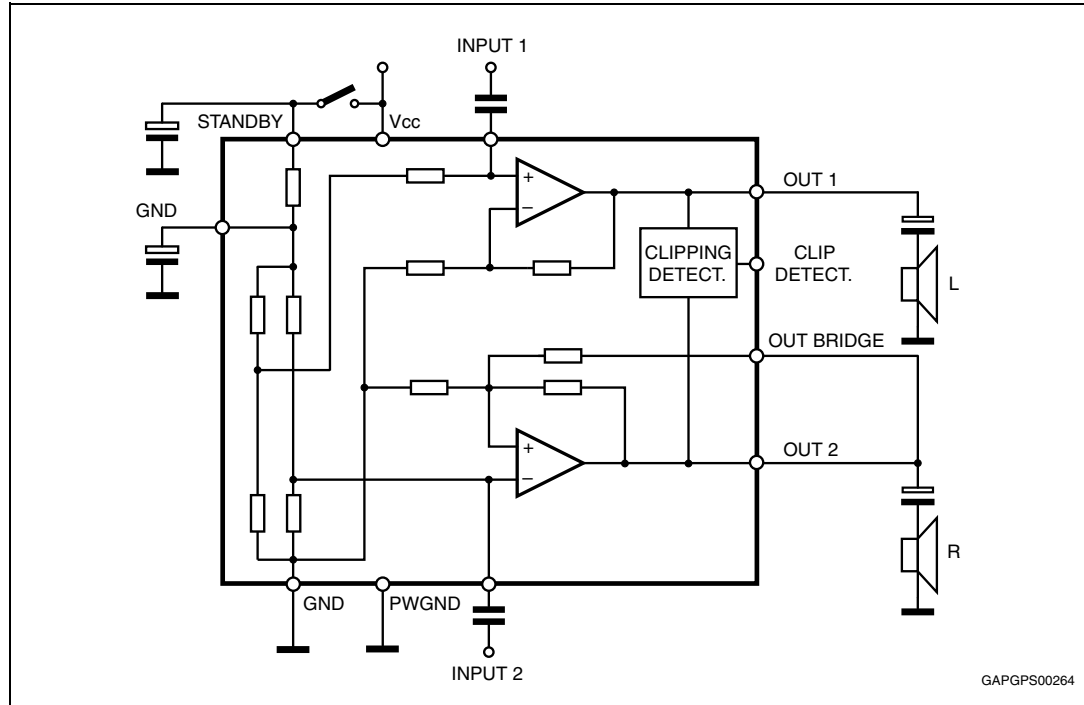 INPUT 1
STANDBY
Vcc
GND
+
−
OUT 1
CLIPPING
DETECT.
CLIP
DETECT.
L
OUT BRIDGE
+
−
OUT 2
R
GND
PWGND
INPUT 2
GAPGPS00264